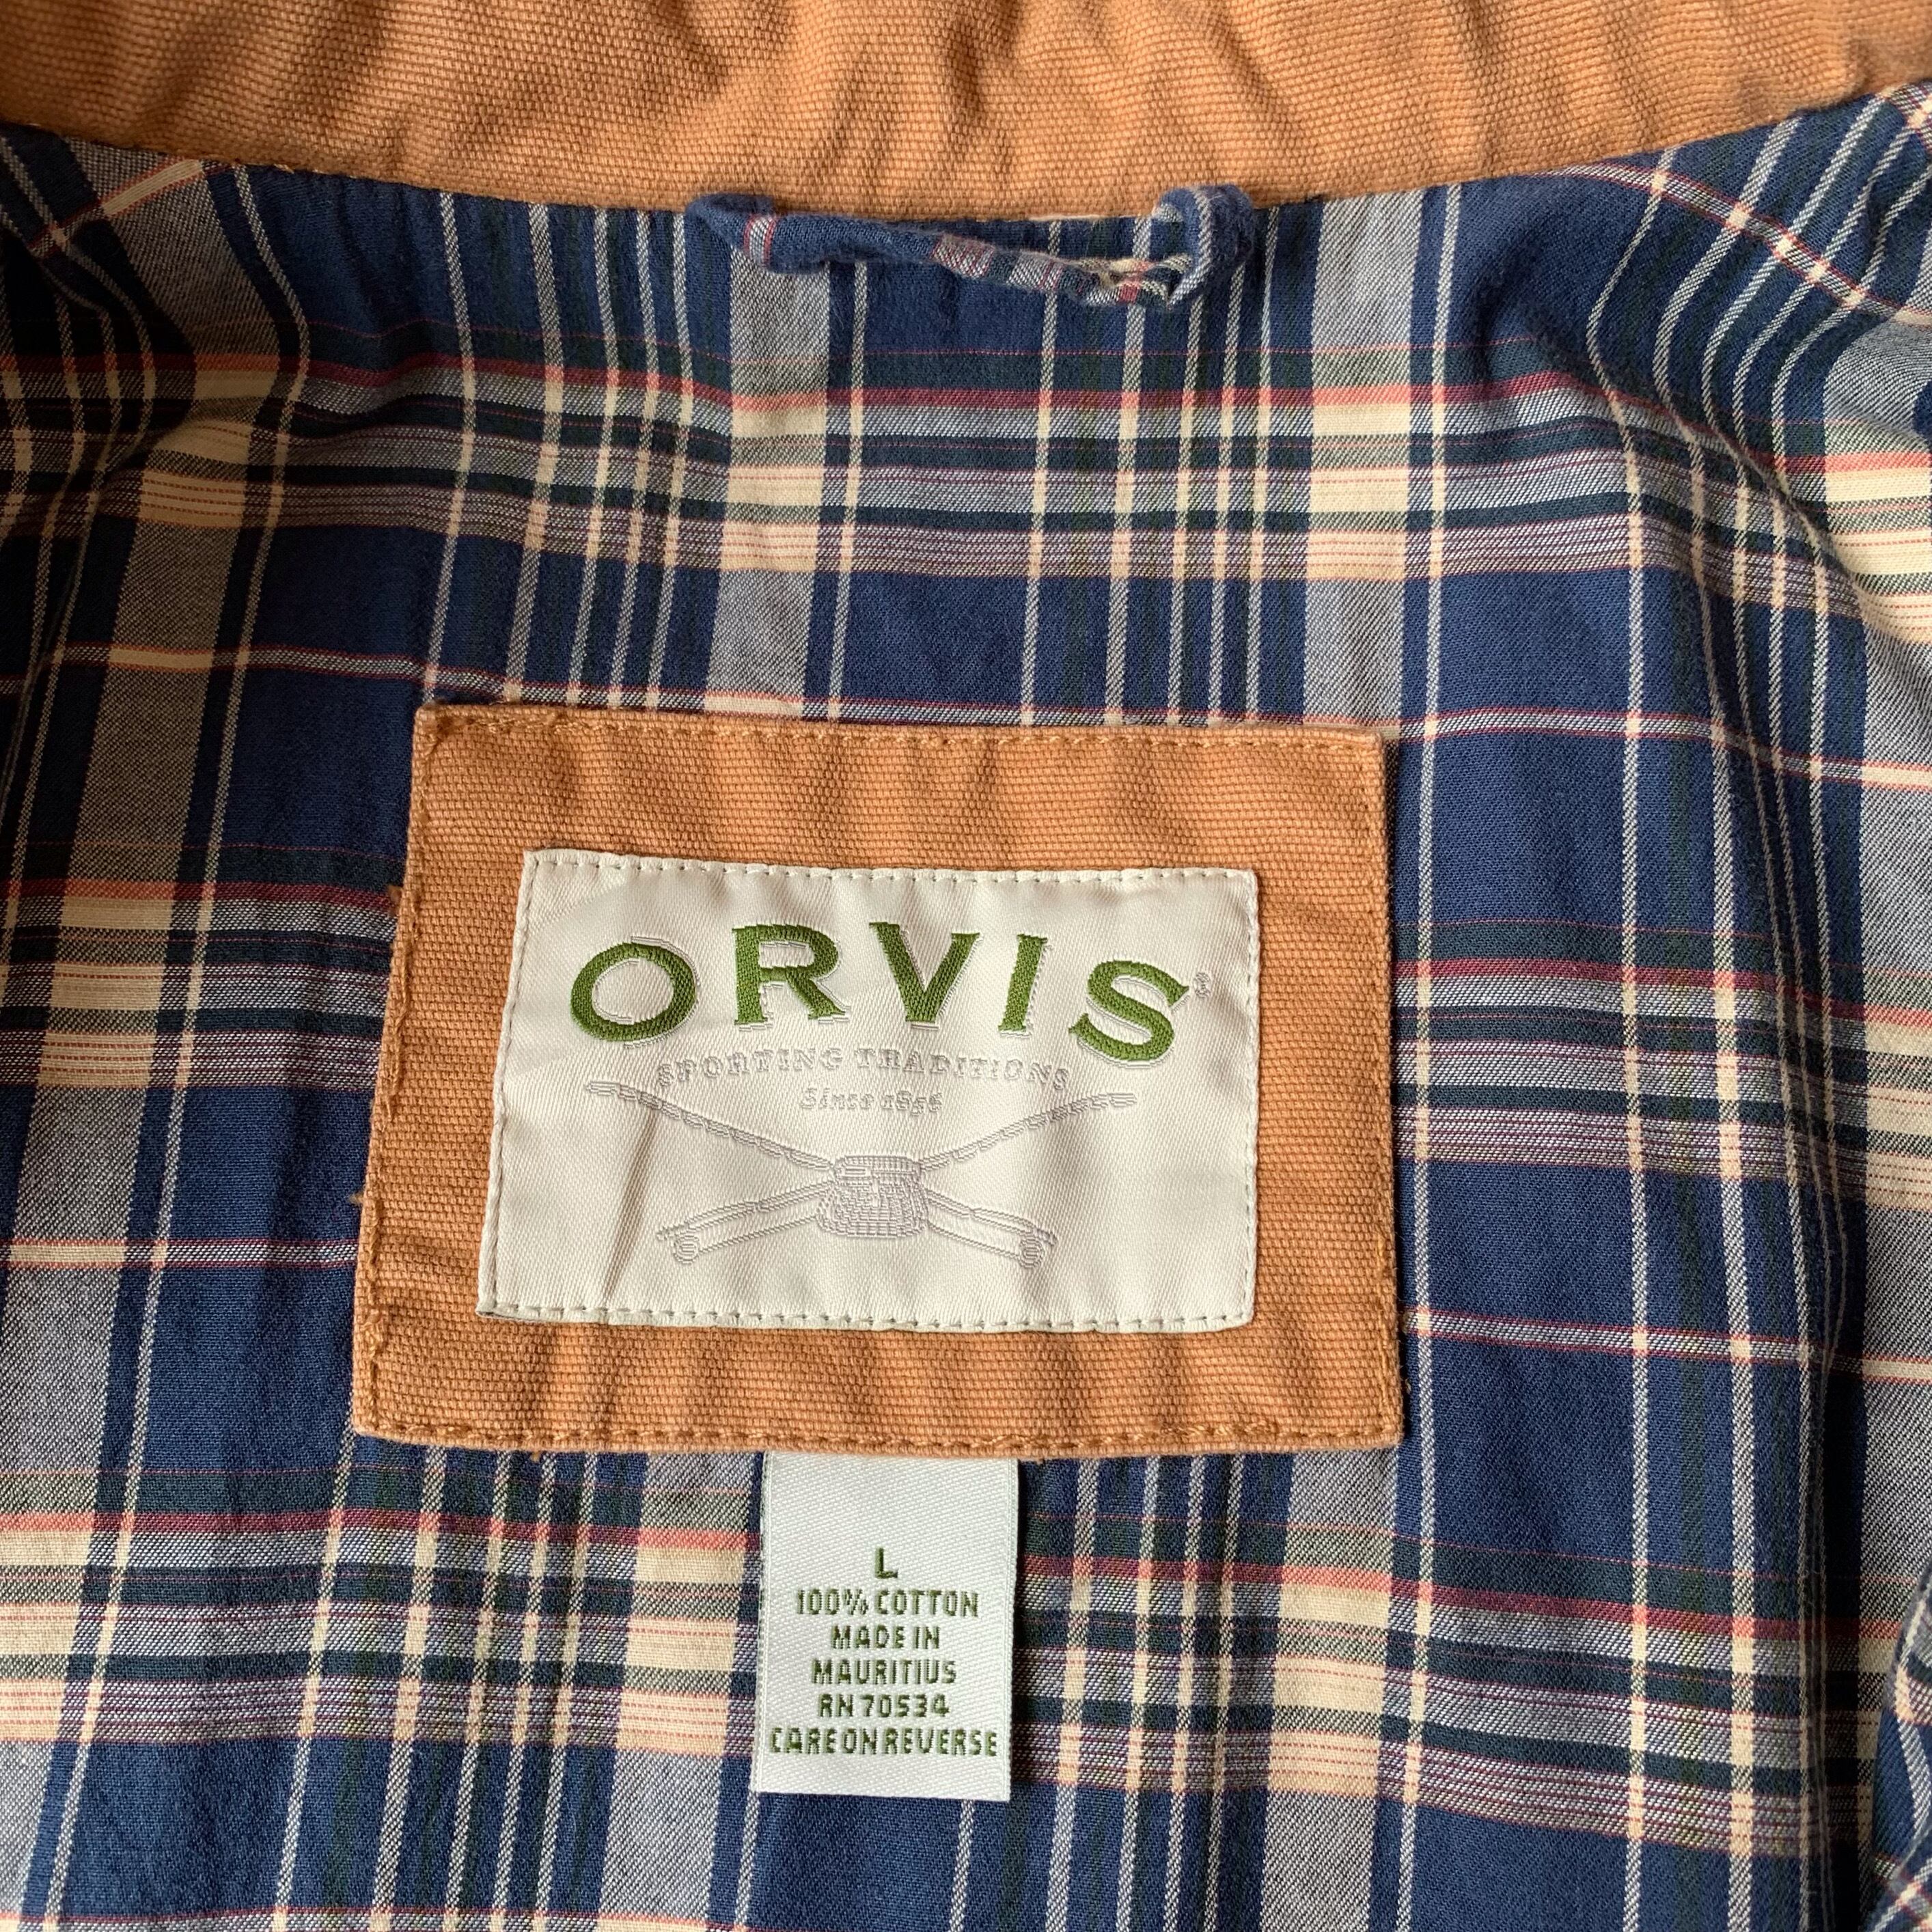 ORVIS®
SPORTING TRADITIONS
Since 1856
L
100% COTTON
MADE IN
MAURITIUS
RN 70534
CARE ON REVERSE